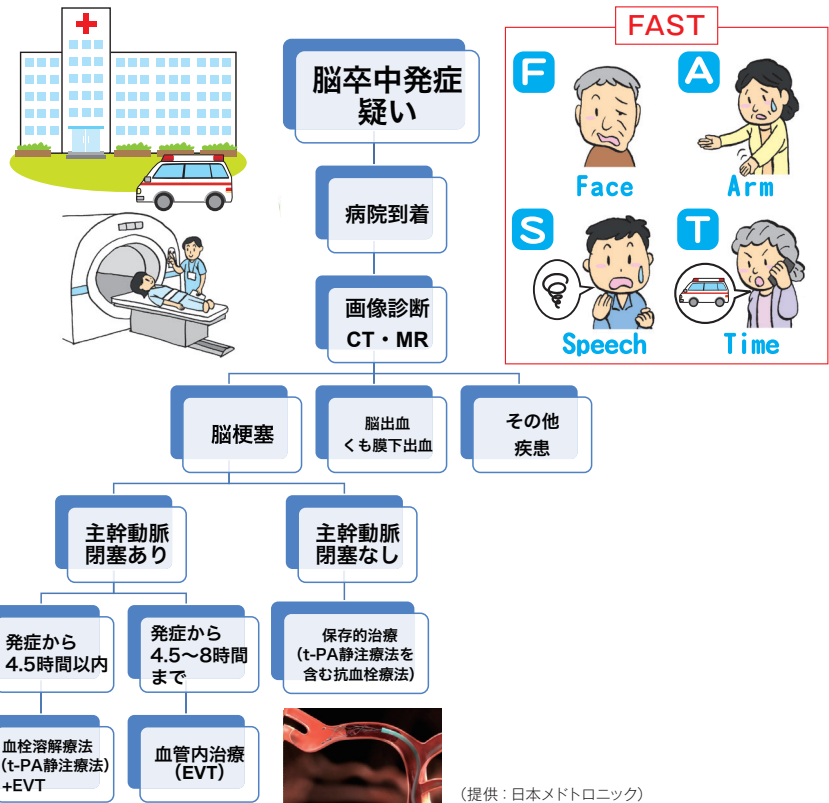 脳卒中発症
疑い
病院到着
画像診断
CT・MR
脳梗塞
脳出血
くも膜下出血
その他
疾患
主幹動脈
閉塞あり
主幹動脈
閉塞なし
発症から
4.5時間以内
発症から
4.5〜8時間
まで
保存的治療
（t-PA静注療法を
含む抗血栓療法）
血栓溶解療法
（t-PA静注療法）
+EVT
血管内治療
（EVT）
（提供：日本メドトロニック）
FAST
F
Face
A
Arm
S
Speech
T
Time